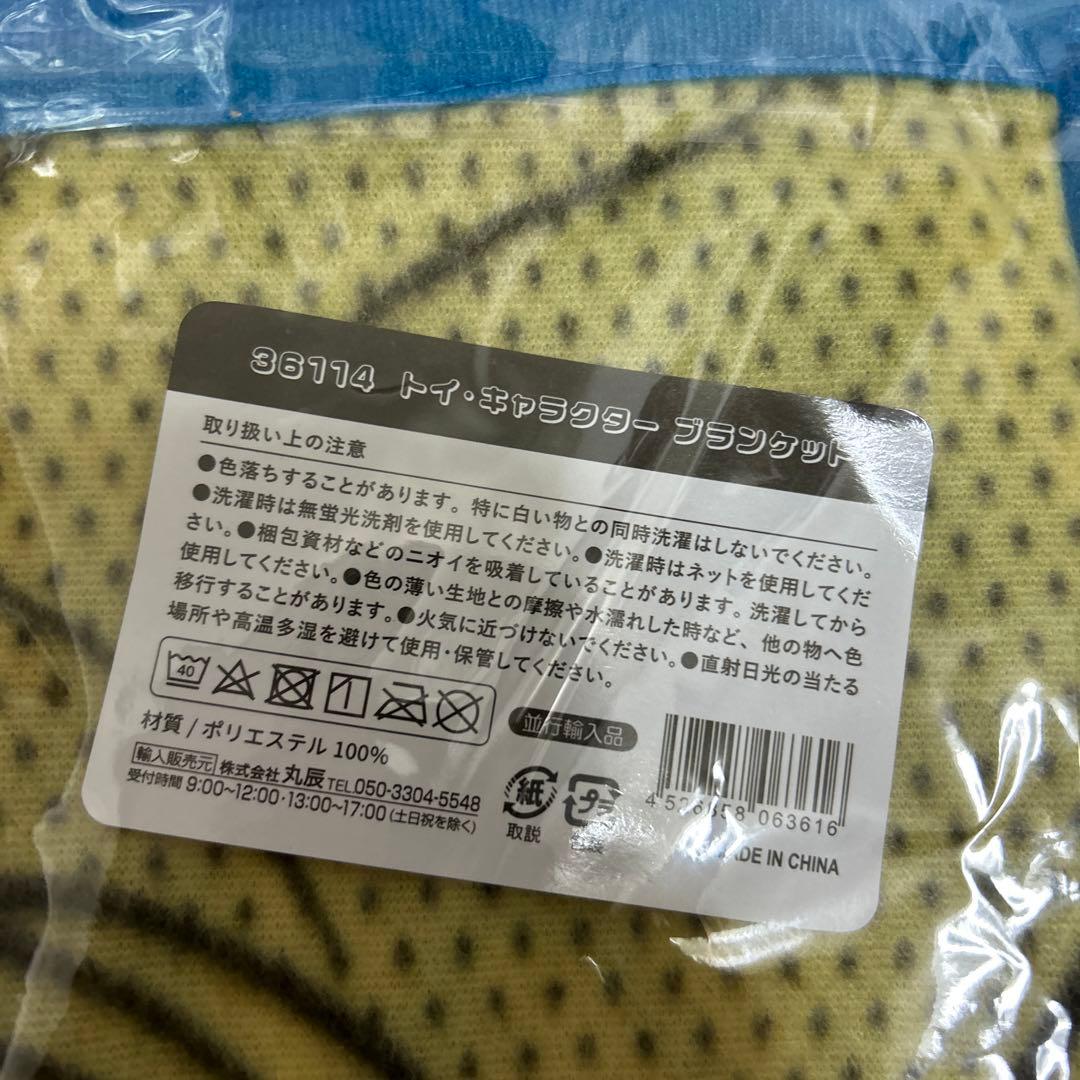 36114 トイ・キャラクター ブランケット
取り扱い上の注意
●色落ちすることがあります。特に白い物との同時洗濯はしないでください。
●洗濯時は無蛍光洗剤を使用してください。●洗濯時はネットを使用してくだ
さい。●梱包資材などのニオイを吸着していることがあります。洗濯してから
使用してください。●色の薄い生地との摩擦や水濡れした時など、他の物へ色
移行することがあります。●火気に近づけないでください。●直射日光の当たる
場所や高温多湿を避けて使用・保管してください。
40
材質 / ポリエステル 100%
並行輸入品
輸入販売元 株式会社 丸辰 TEL.050-3304-5548
受付時間 9:00~12:00・13:00~17:00 (土日祝を除く)
紙
プラ
取説
4 526858 063616
MADE IN CHINA